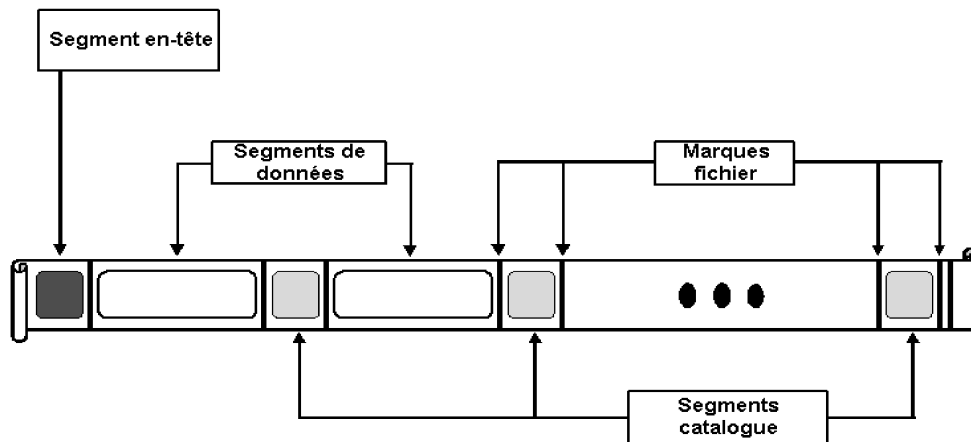 Segment en-tête
Segments de
données
Marques
fichier
Segments
catalogue